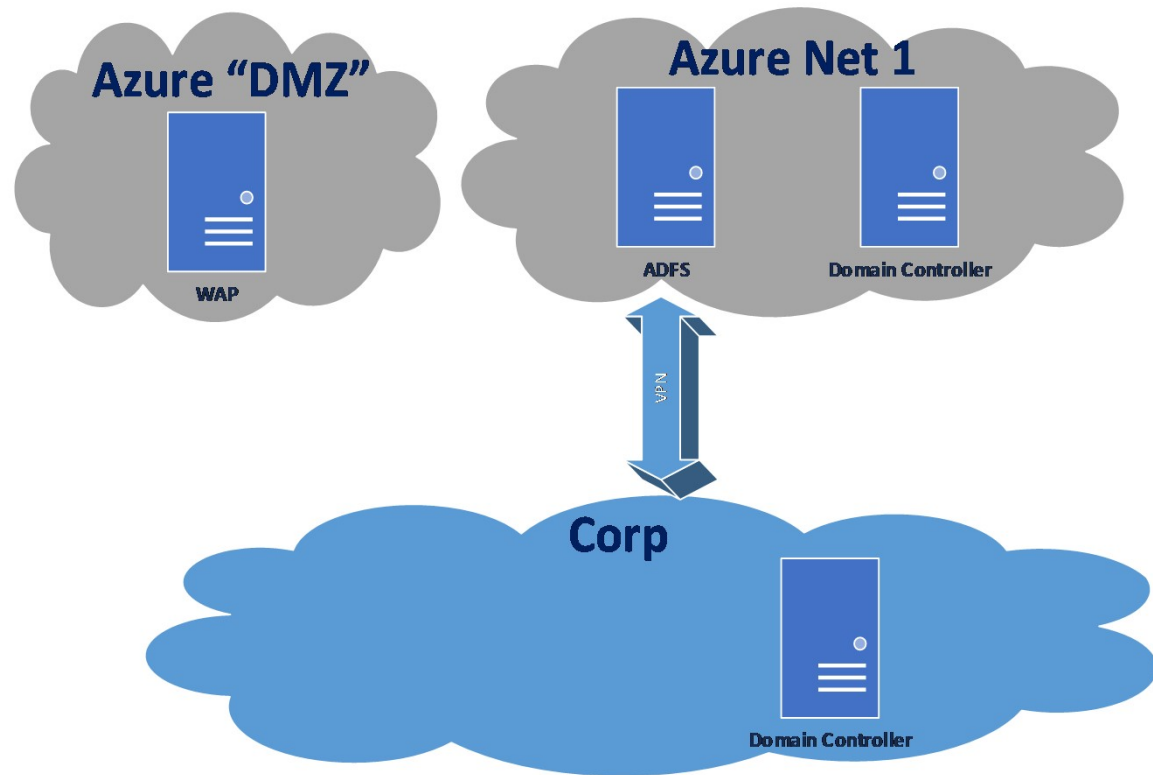 Azure “DMZ”
WAP
Azure Net 1
ADFS
Domain Controller
VPN
Corp
Domain Controller